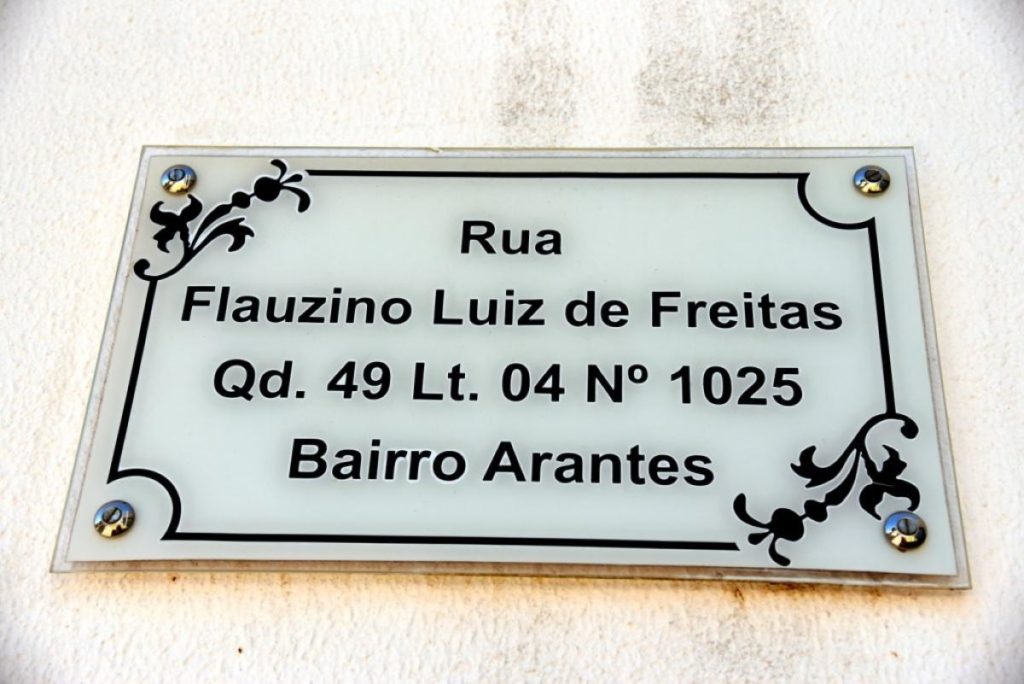 Rua
Flauzino Luiz de Freitas
Qd. 49 Lt. 04 Nº 1025
Bairro Arantes